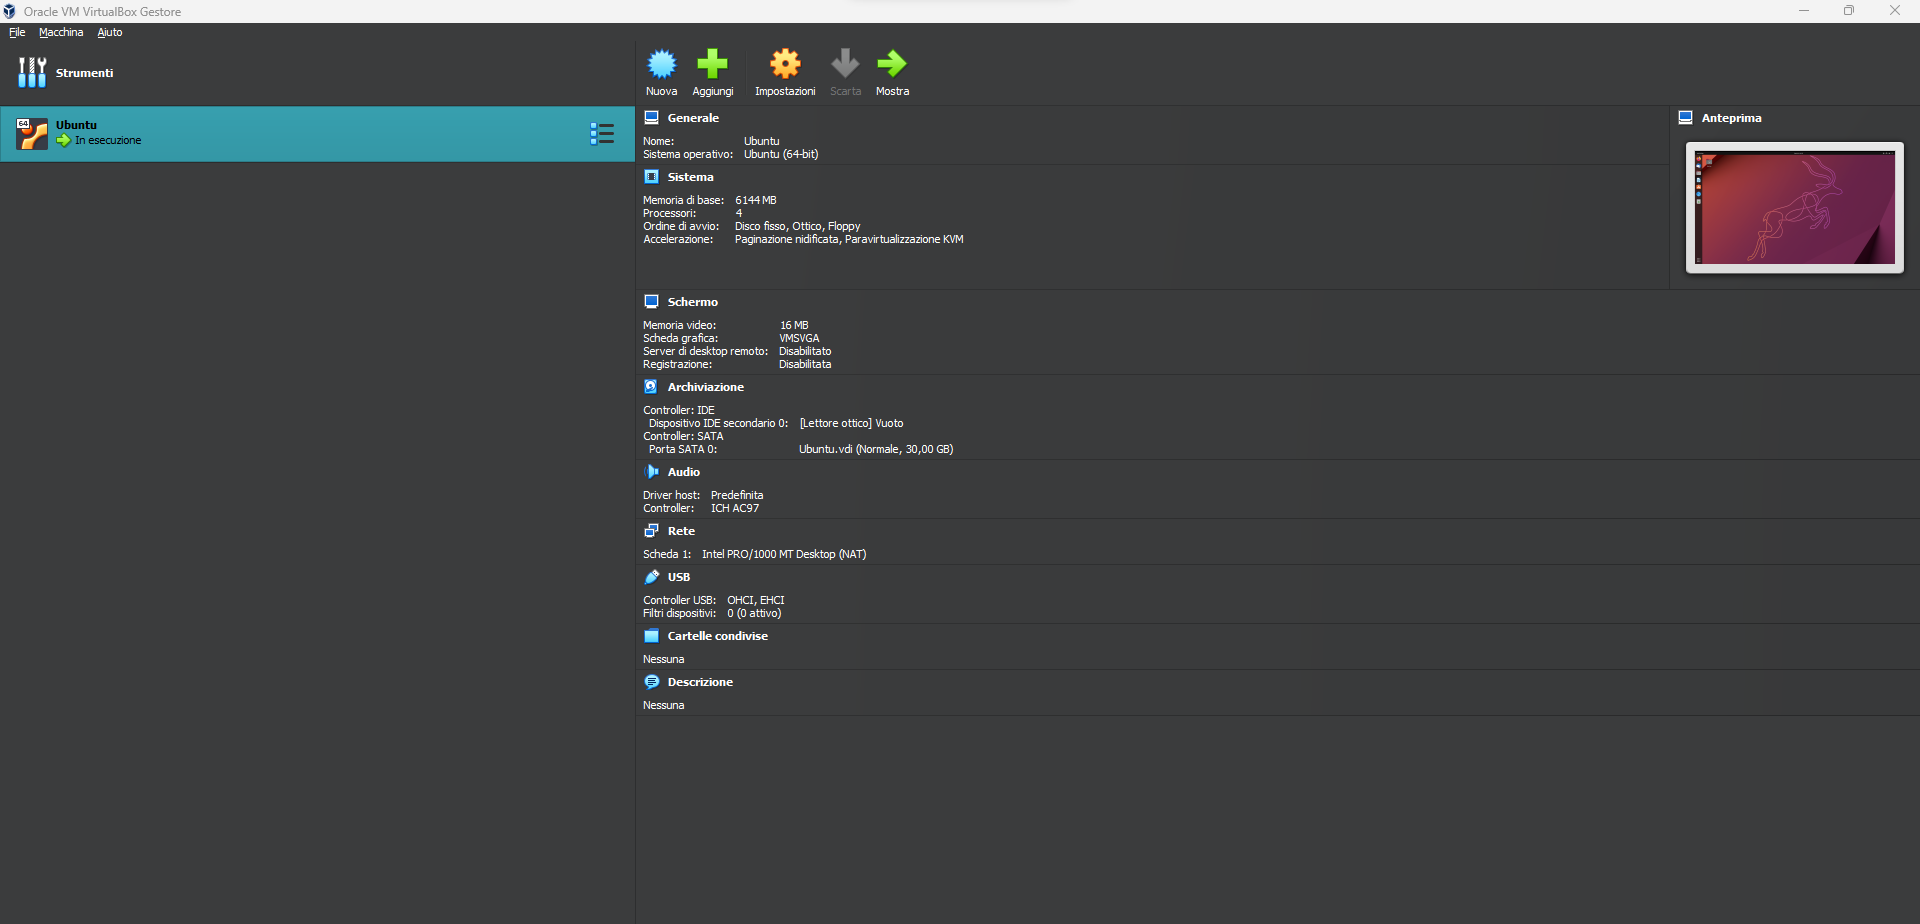 Oracle VM VirtualBox Gestore
File Macchina Aiuto
Strumenti
64
Ubuntu
In esecuzione
Nuova Aggiungi Impostazioni Scarta Mostra
Generale
Nome: Ubuntu
Sistema operativo: Ubuntu (64-bit)
Anteprima
Sistema
Memoria di base: 6144 MB
Processori: 4
Ordine di avvio: Disco fisso, Ottico, Floppy
Accelerazione: Paginazione nidificata, Paravirtualizzazione KVM
Schermo
Memoria video: 16 MB
Scheda grafica: VMSVGA
Server di desktop remoto: Disabilitato
Registrazione: Disabilitata
Archiviazione
Controller: IDE
Dispositivo IDE secondario 0: [Lettore ottico] Vuoto
Controller: SATA
Porta SATA 0: Ubuntu.vdi (Normale, 30,00 GB)
Audio
Driver host: Predefinita
Controller: ICH AC97
Rete
Scheda 1: Intel PRO/1000 MT Desktop (NAT)
USB
Controller USB: OHCI, EHCI
Filtri dispositivi: 0 (0 attivo)
Cartelle condivise
Nessuna
Descrizione
Nessuna